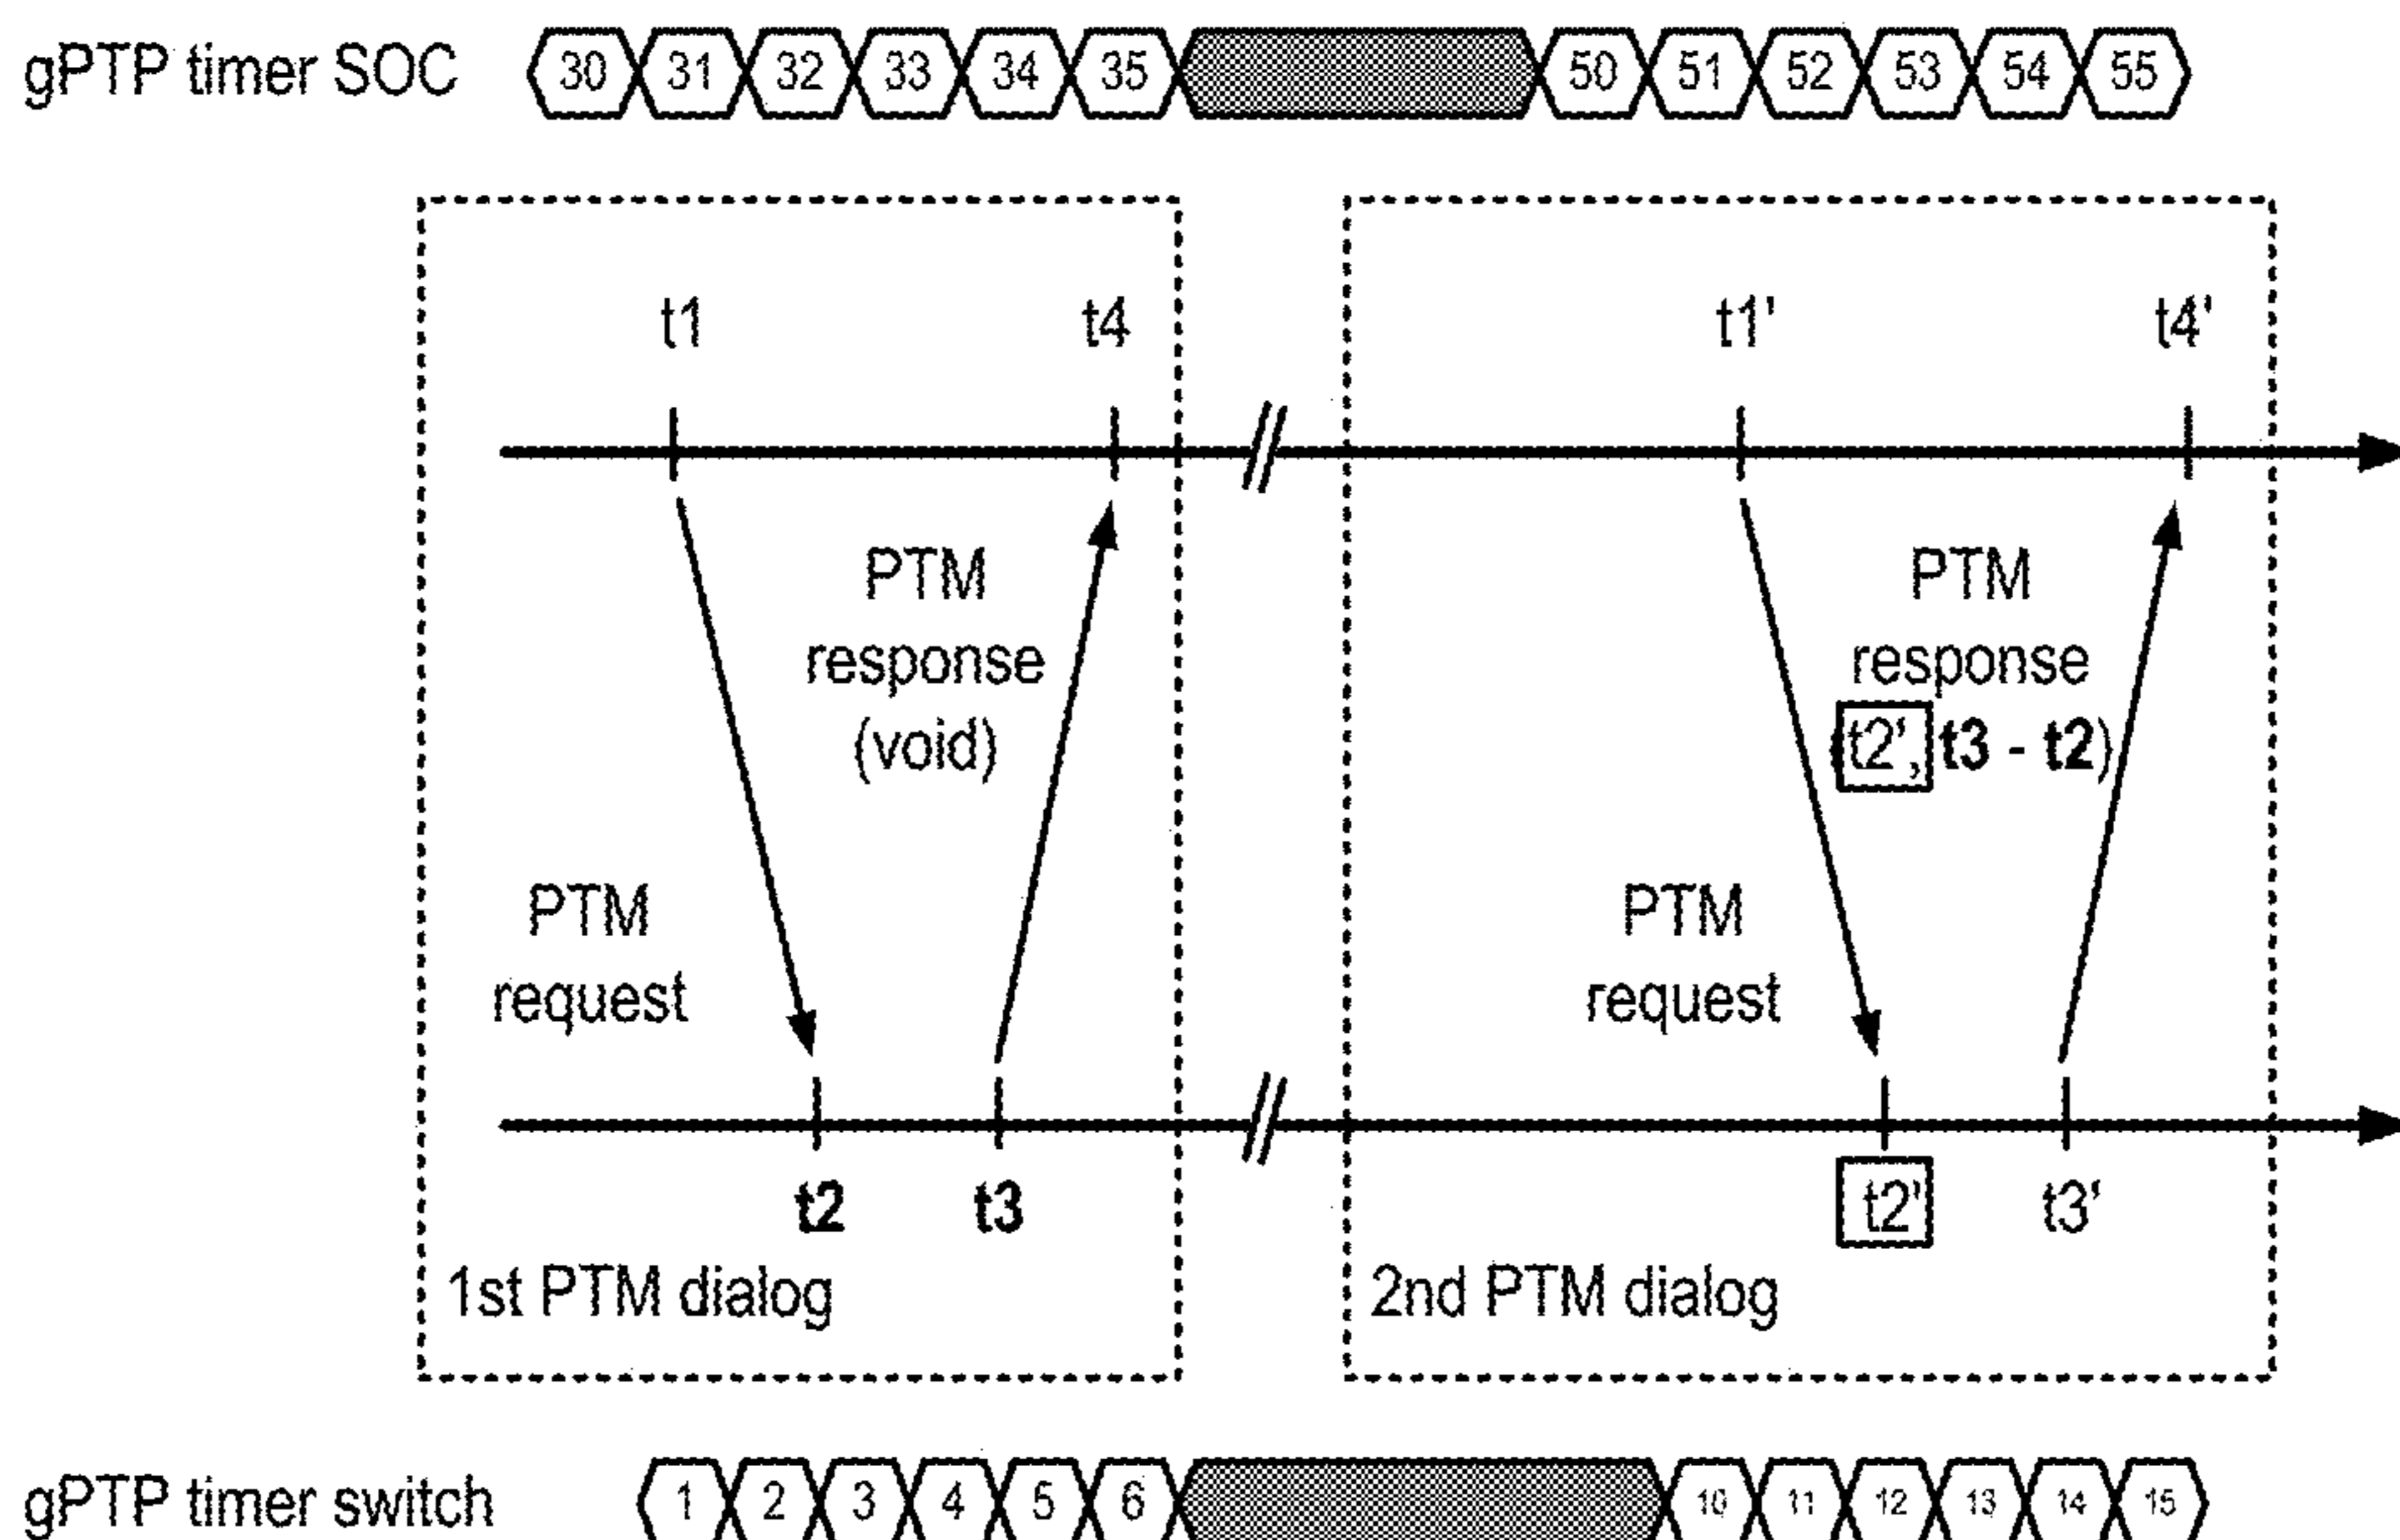 gPTP timer SOC 30 31 32 33 34 35 50 51 52 53 54 55
t1 t4 t1' t4'
PTM
response
(void)
PTM
request
PTM
response
(t2', t3 - t2)
PTM
request
t2 t3 t2' t3'
1st PTM dialog
2nd PTM dialog
gPTP timer switch 1 2 3 4 5 6 10 11 12 13 14 15